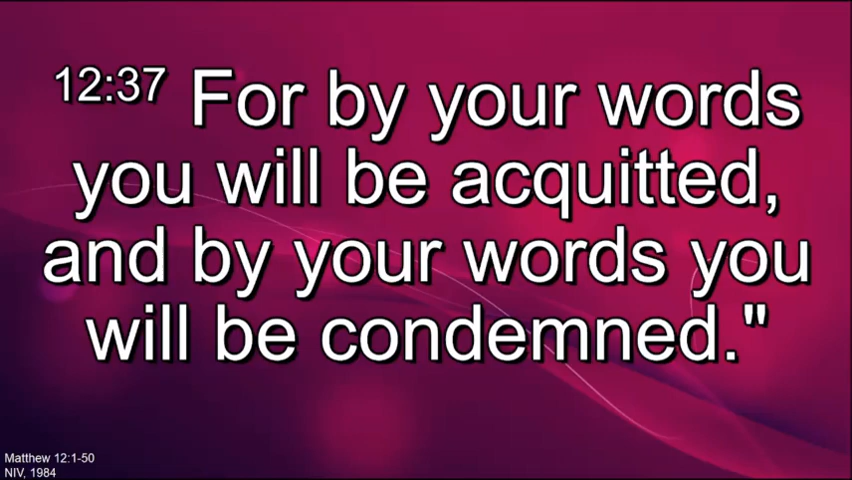 12:37 For by your words
you will be acquitted,
and by your words you
will be condemned."
Matthew 12:1-50
NIV, 1984